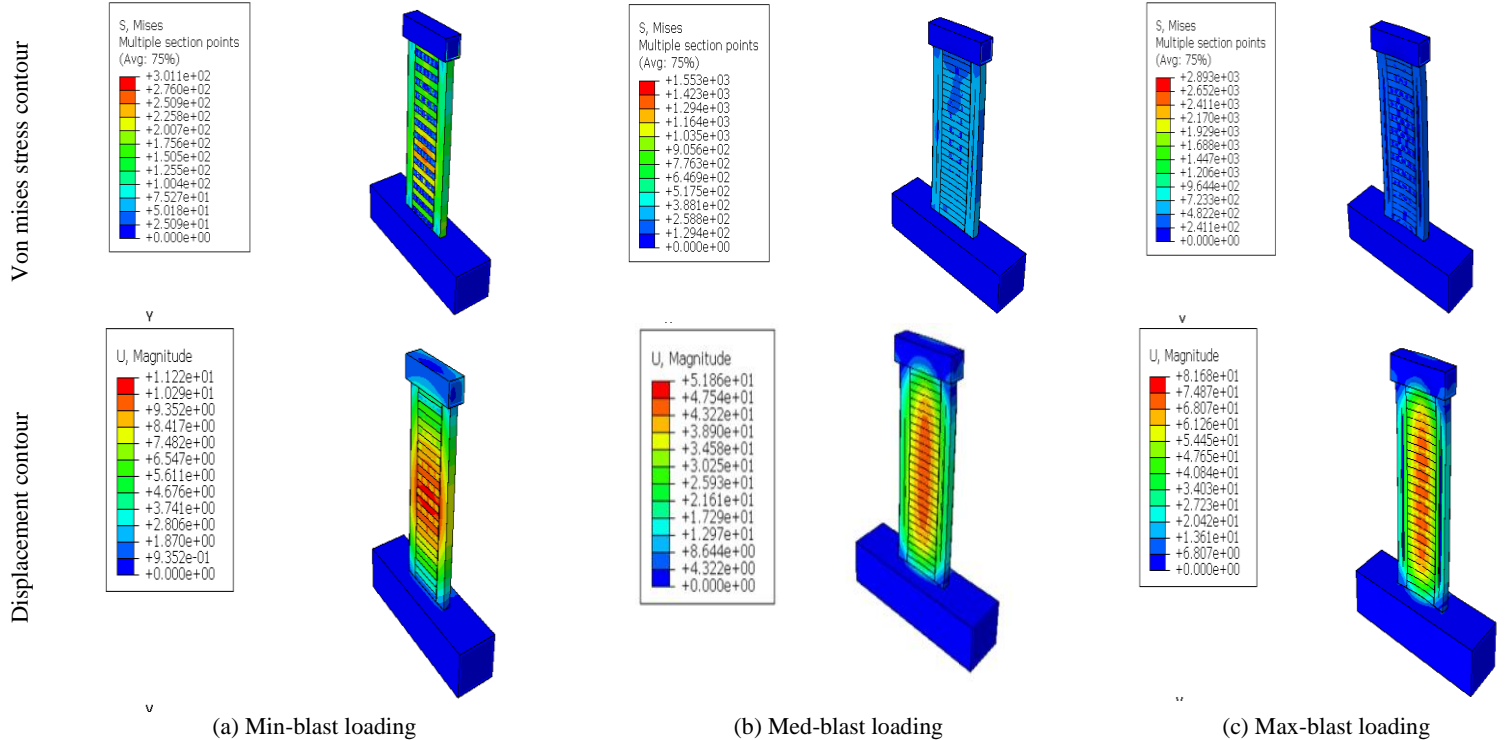 Von mises stress contour
S, Mises
Multiple section points
(Avg: 75%)
+3.011e+02
+2.760e+02
+2.509e+02
+2.258e+02
+2.007e+02
+1.756e+02
+1.505e+02
+1.255e+02
+1.004e+02
+7.527e+01
+5.018e+01
+2.509e+01
+0.000e+00
S, Mises
Multiple section points
(Avg: 75%)
+1.553e+03
+1.423e+03
+1.294e+03
+1.164e+03
+1.035e+03
+9.056e+02
+7.763e+02
+6.469e+02
+5.175e+02
+3.881e+02
+2.588e+02
+1.294e+02
+0.000e+00
S, Mises
Multiple section points
(Avg: 75%)
+2.893e+03
+2.652e+03
+2.411e+03
+2.170e+03
+1.929e+03
+1.688e+03
+1.447e+03
+1.206e+03
+9.644e+02
+7.233e+02
+4.822e+02
+2.411e+02
+0.000e+00
Y
Displacement contour
U, Magnitude
+1.122e+01
+1.029e+01
+9.352e+00
+8.417e+00
+7.482e+00
+6.547e+00
+5.611e+00
+4.676e+00
+3.741e+00
+2.806e+00
+1.870e+00
+9.352e-01
+0.000e+00
U, Magnitude
+5.186e+01
+4.754e+01
+4.322e+01
+3.890e+01
+3.458e+01
+3.025e+01
+2.593e+01
+2.161e+01
+1.729e+01
+1.297e+01
+8.644e+00
+4.322e+00
+0.000e+00
U, Magnitude
+8.168e+01
+7.487e+01
+6.807e+01
+6.126e+01
+5.445e+01
+4.765e+01
+4.084e+01
+3.403e+01
+2.723e+01
+2.042e+01
+1.361e+01
+6.807e+00
+0.000e+00
(a) Min-blast loading
(b) Med-blast loading
(c) Max-blast loading